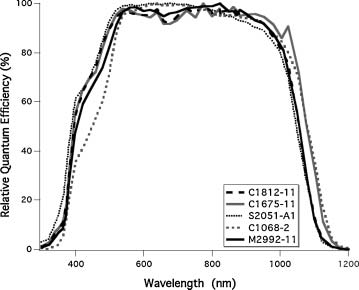 100
80
60
40
20
0
Relative Quantum Efficiency (%)
C1812-11
C1675-11
S2051-A1
C1068-2
M2992-11
400
600
800
1000
1200
Wavelength (nm)